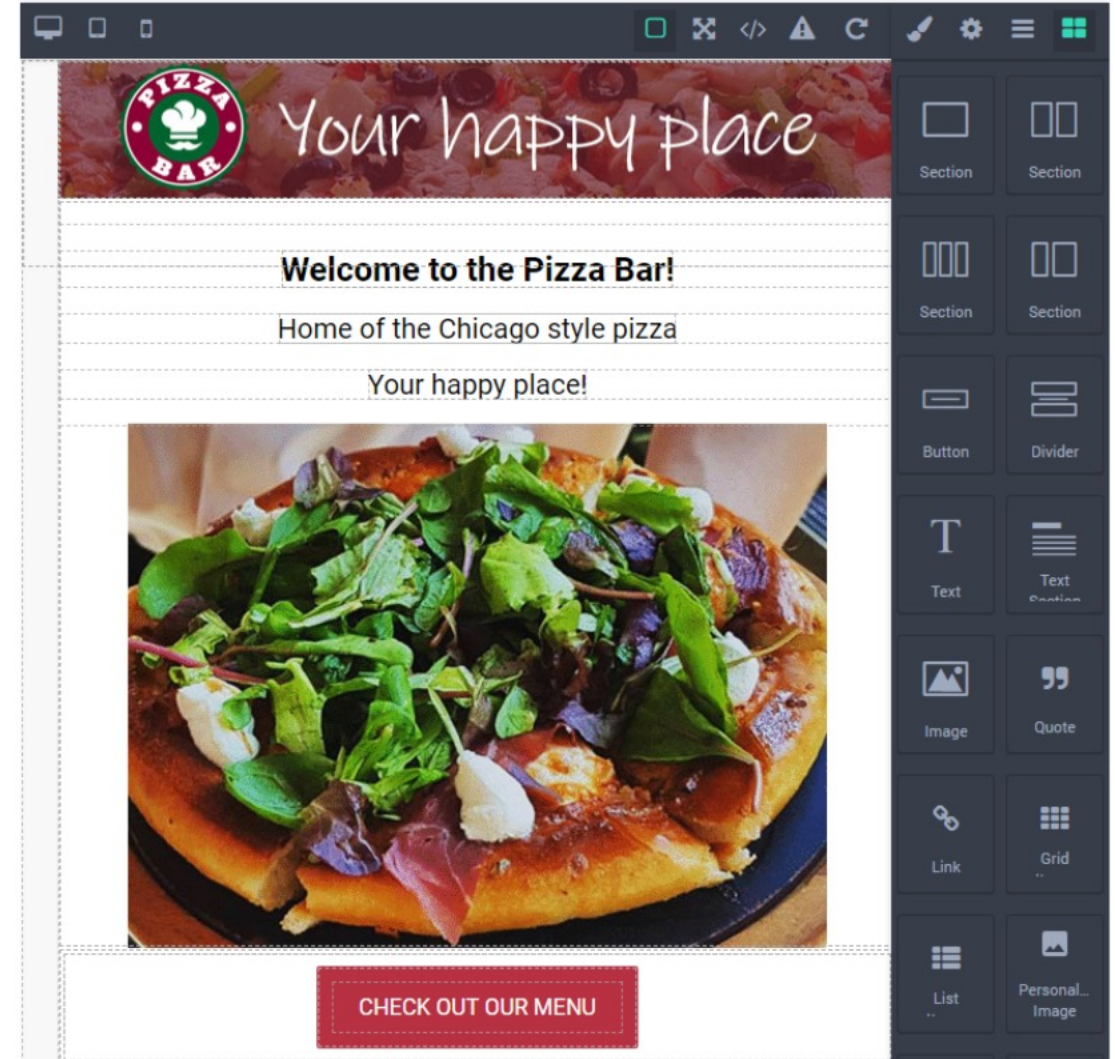 PIZZA
BAR
Your happy place
Welcome to the Pizza Bar!
Home of the Chicago style pizza
Your happy place!
CHECK OUT OUR MENU
Section
Section
Section
Section
Button
Divider
Text
Text
Section
Image
Quote
Link
Grid
List
Personal...
Image